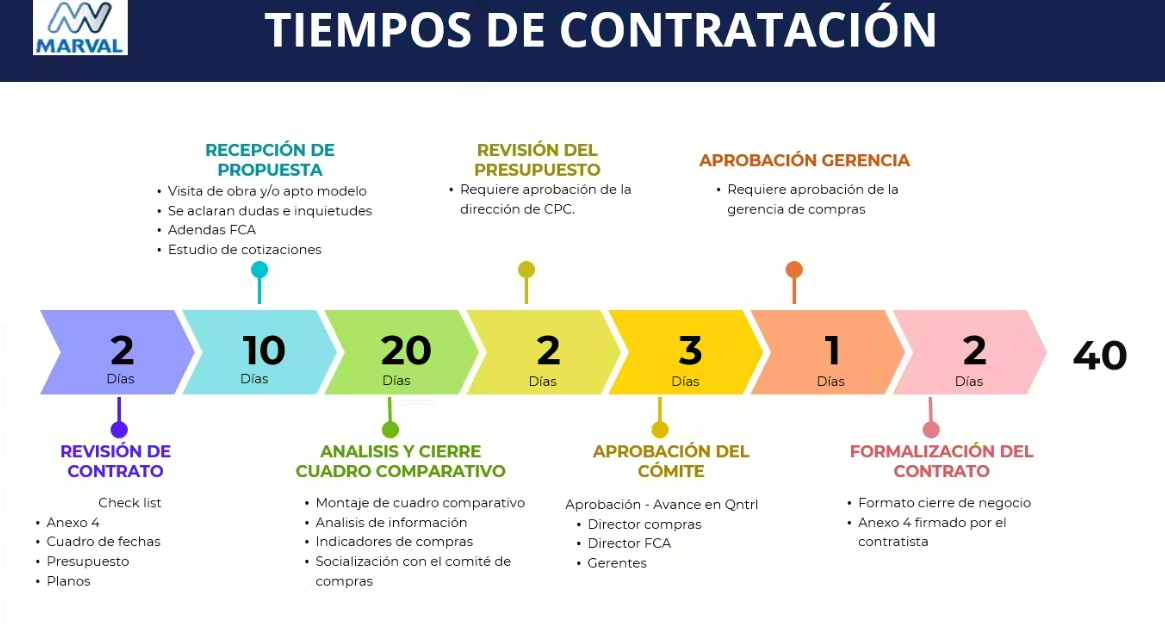 MARVAL
TIEMPOS DE CONTRATACIÓN
RECEPCIÓN DE
PROPUESTA
• Visita de obra y/o apto modelo
• Se aclaran dudas e inquietudes
• Adendas FCA
• Estudio de cotizaciones
REVISIÓN DEL
PRESUPUESTO
• Requiere aprobación de la
dirección de CPC.
APROBACIÓN GERENCIA
• Requiere aprobación de la
gerencia de compras
2
Días
10
Días
20
Días
2
Días
3
Días
1
Días
2
Días
40
REVISIÓN DE
CONTRATO
Check list
• Anexo 4
• Cuadro de fechas
• Presupuesto
• Planos
ANALISIS Y CIERRE
CUADRO COMPARATIVO
• Montaje de cuadro comparativo
• Analisis de información
• Indicadores de compras
• Socialización con el comité de
compras
APROBACIÓN DEL
CÓMITE
Aprobación - Avance en Qntrl
• Director compras
• Director FCA
• Gerentes
FORMALIZACIÓN DEL
CONTRATO
• Formato cierre de negocio
• Anexo 4 firmado por el
contratista